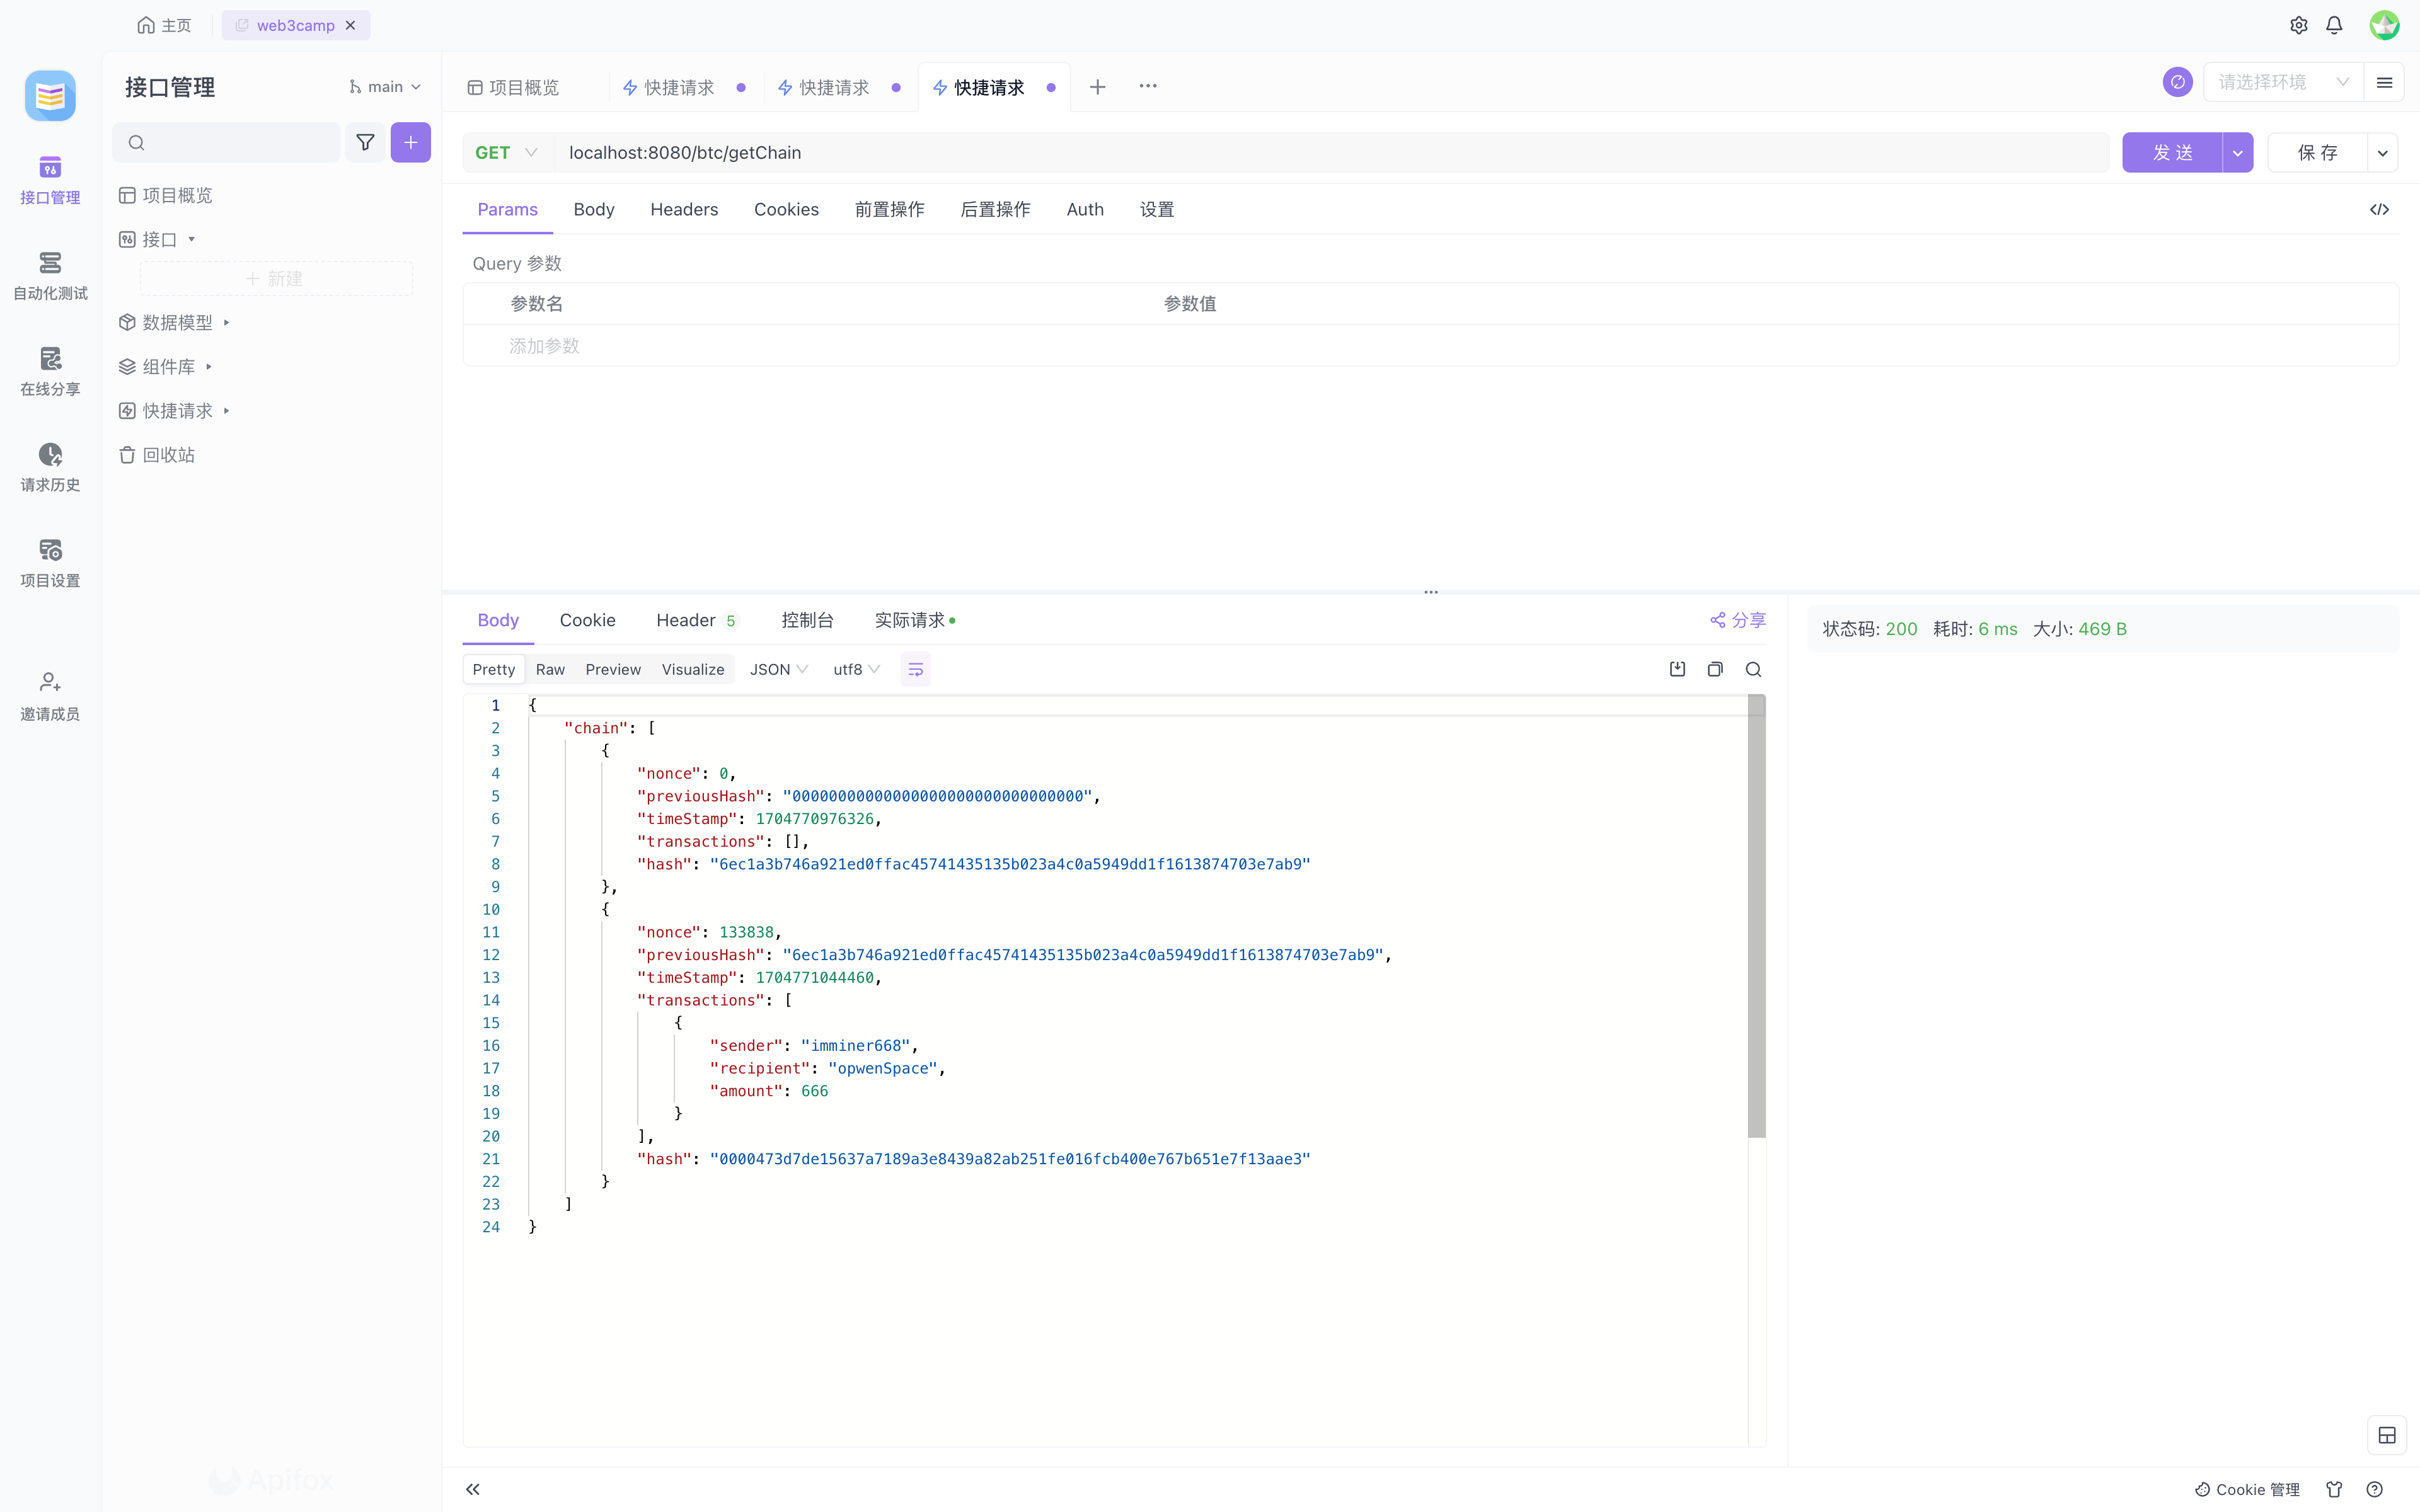 主页
web3camp
接口管理
main
项目概览
快捷请求
快捷请求
快捷请求
请选择环境
GET
localhost:8080/btc/getChain
发 送
保 存
接口管理
自动化测试
在线分享
请求历史
项目设置
邀请成员
项目概览
接口
新建
数据模型
组件库
快捷请求
回收站
Params Body Headers Cookies 前置操作 后置操作 Auth 设置
Query 参数
参数名 参数值
添加参数
Body Cookie Header 5 控制台 实际请求
分享
状态码: 200 耗时: 6 ms 大小: 469 B
Pretty Raw Preview Visualize JSON utf8
1 {
2 "chain": [
3 {
4 "nonce": 0,
5 "previousHash": "00000000000000000000000000000000",
6 "timeStamp": 1704770976326,
7 "transactions": [],
8 "hash": "6ec1a3b746a921ed0ffac45741435135b023a4c0a5949dd1f1613874703e7ab9"
9 },
10 {
11 "nonce": 133838,
12 "previousHash": "6ec1a3b746a921ed0ffac45741435135b023a4c0a5949dd1f1613874703e7ab9",
13 "timeStamp": 1704771044460,
14 "transactions": [
15 {
16 "sender": "imminer668",
17 "recipient": "opwenSpace",
18 "amount": 666
19 }
20 ],
21 "hash": "0000473d7de15637a7189a3e8439a82ab251fe016fcb400e767b651e7f13aae3"
22 }
23 ]
24 }
Apifox
Cookie 管理